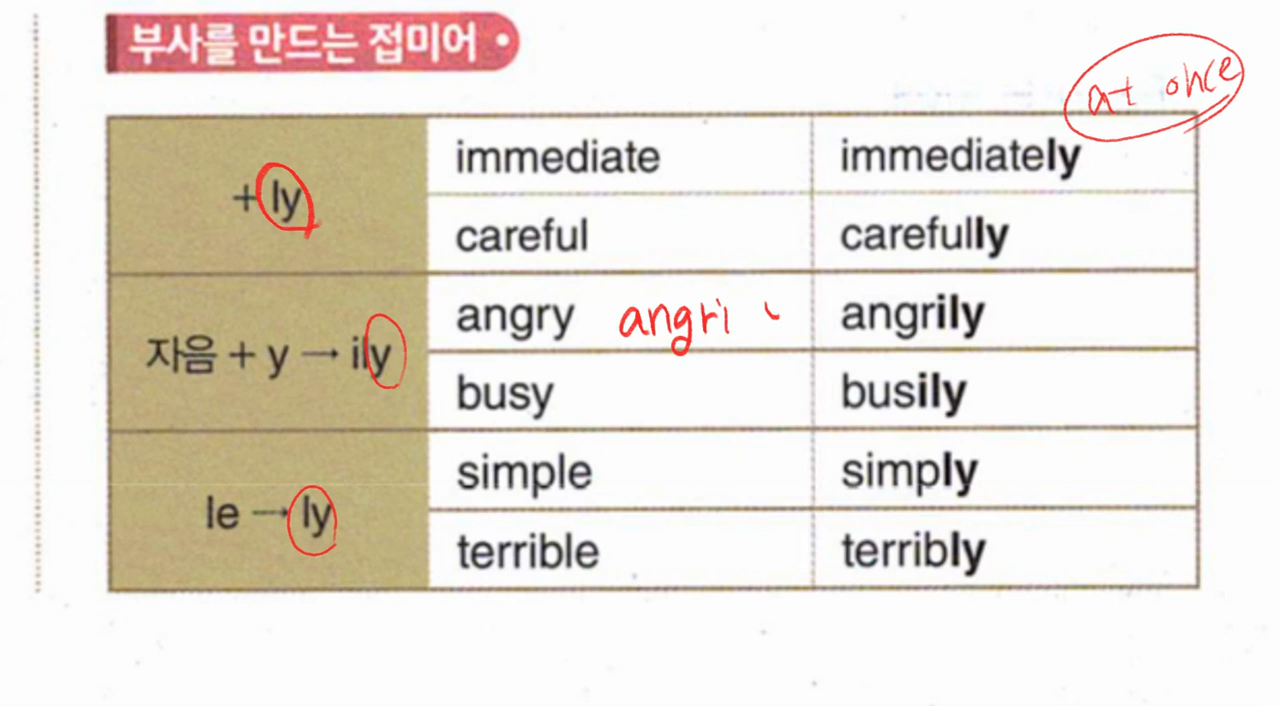 부사를 만드는 접미어
at once
+ ly
immediate immediately
careful carefully
자음 + y → ily
angry angri angrily
busy busily
le → ly
simple simply
terrible terribly